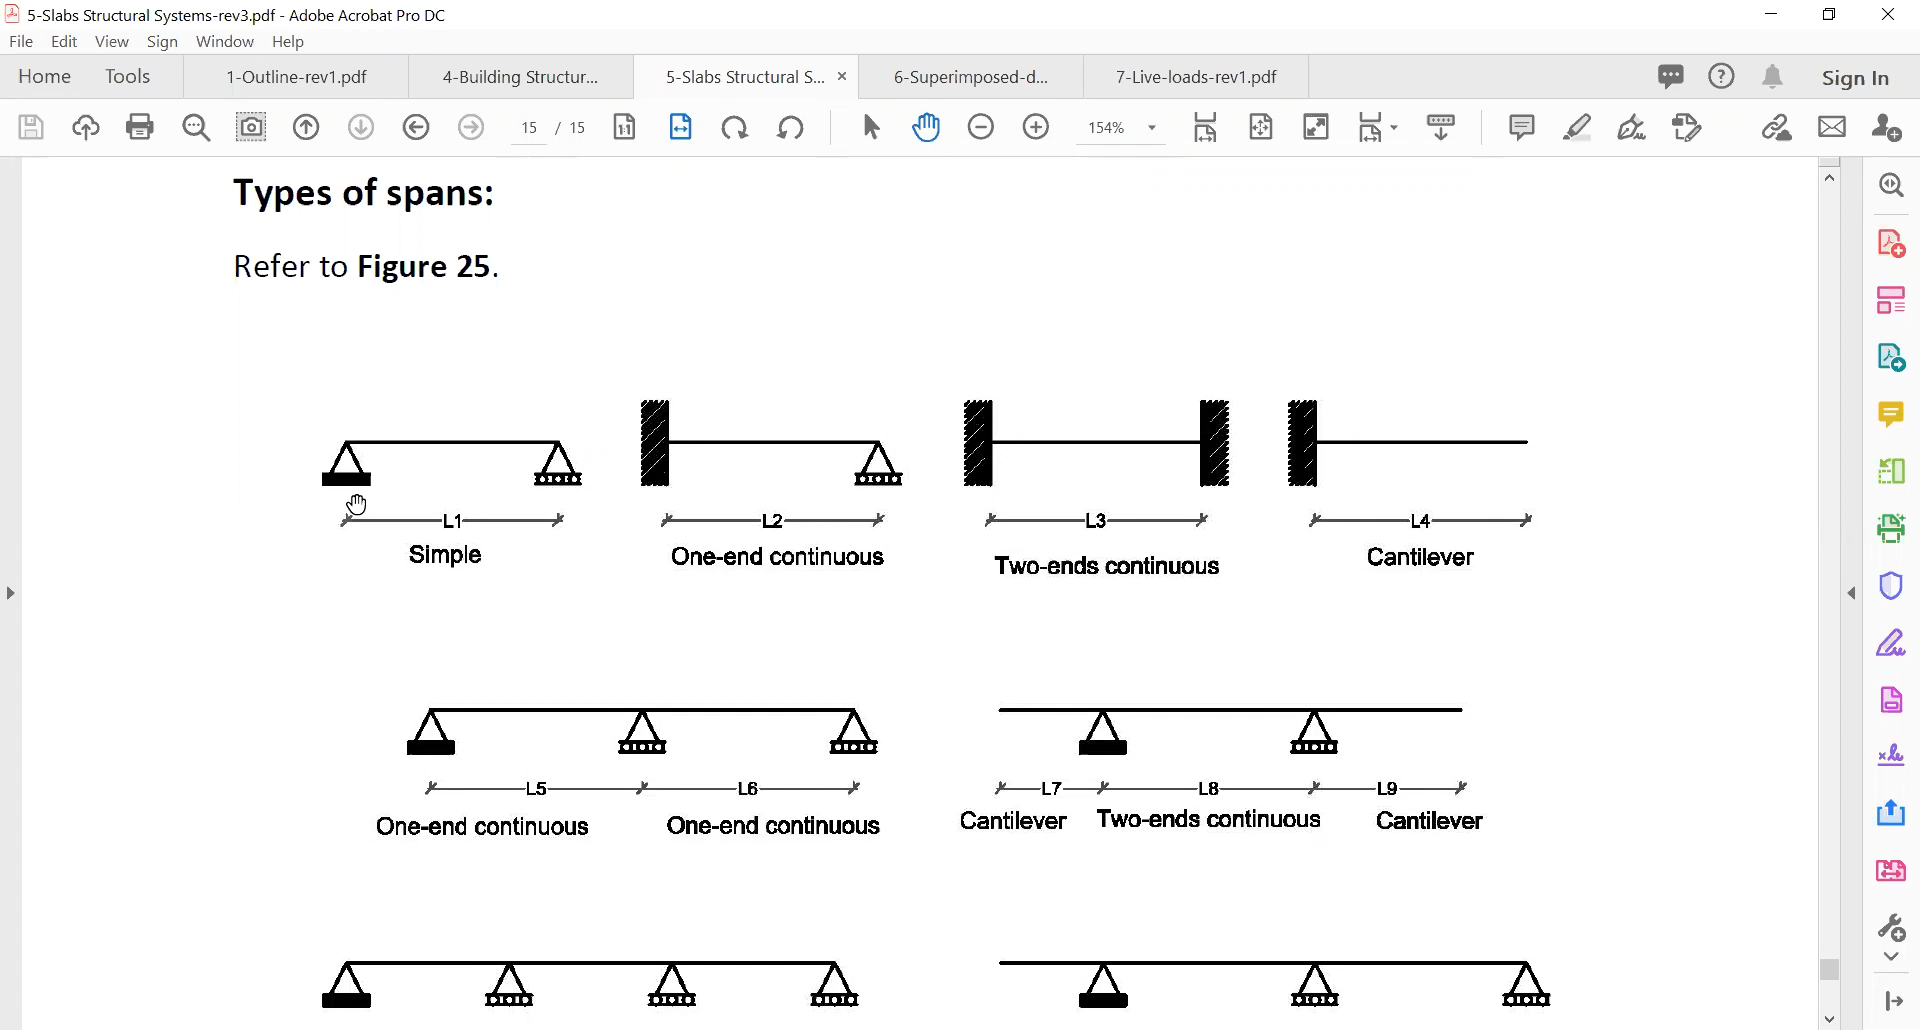 5-Slabs Structural Systems-rev3.pdf - Adobe Acrobat Pro DC
File Edit View Sign Window Help
Home Tools 1-Outline-rev1.pdf 4-Building Structur... 5-Slabs Structural S... × 6-Superimposed-d... 7-Live-loads-rev1.pdf Sign In
15 / 15 154%
Types of spans:
Refer to Figure 25.
L1 L2 L3 L4
Simple One-end continuous Two-ends continuous Cantilever
L5 L6 L7 L8 L9
One-end continuous One-end continuous Cantilever Two-ends continuous Cantilever